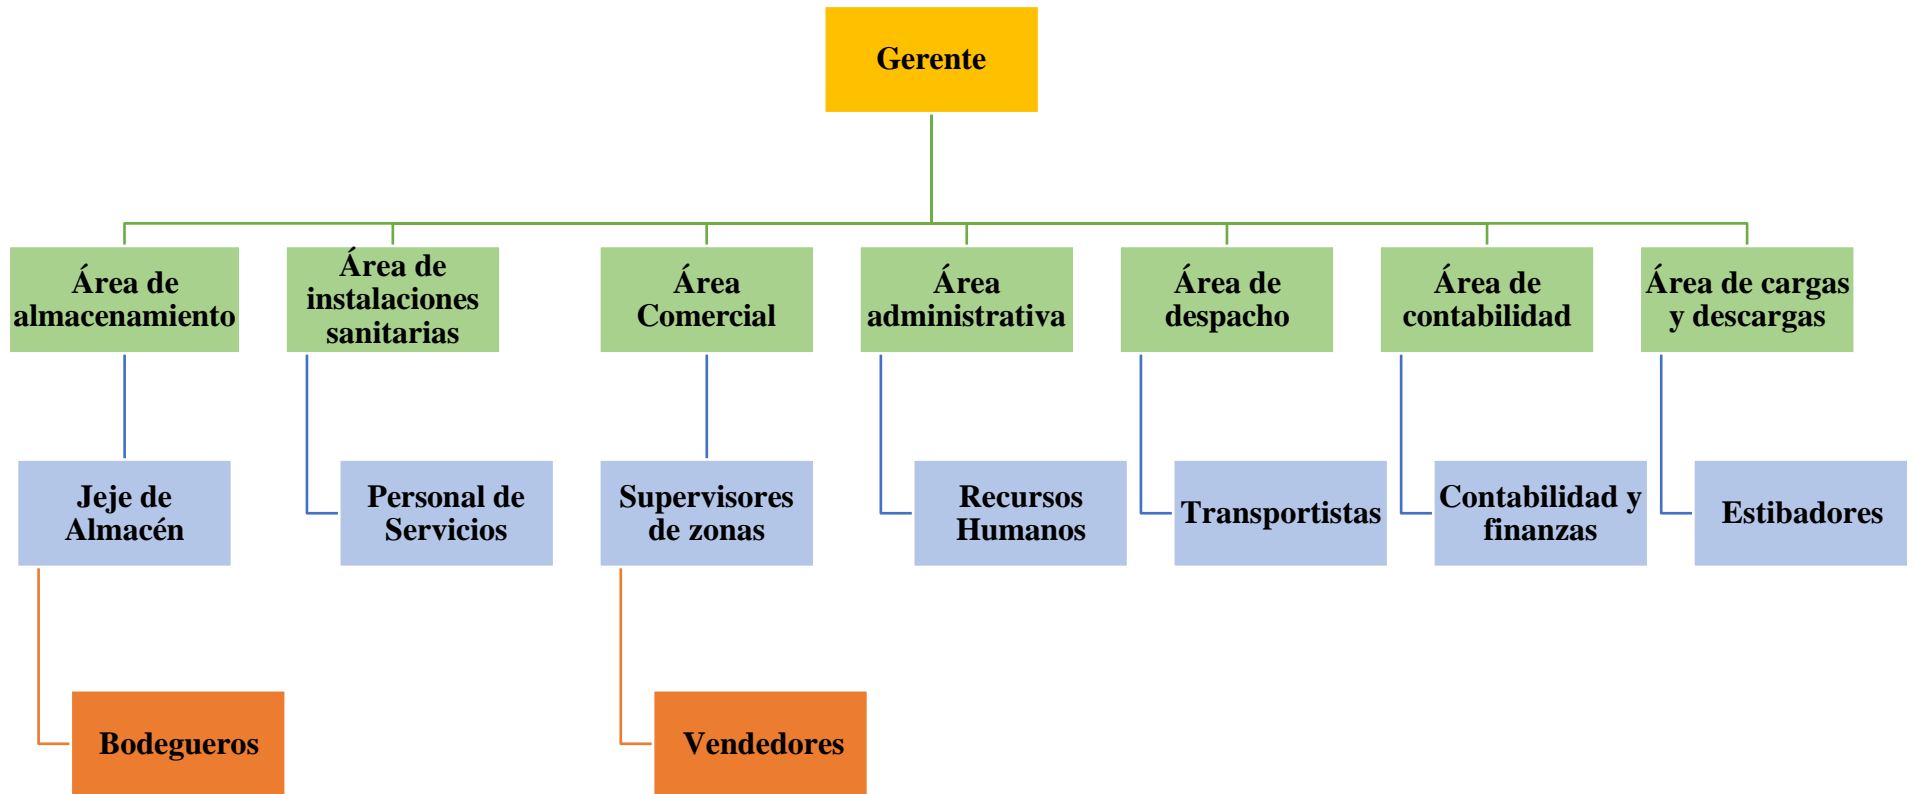 Gerente
Área de
almacenamiento
Área de
instalaciones
sanitarias
Área
Comercial
Área
administrativa
Área de
despacho
Área de
contabilidad
Área de cargas
y descargas
Jeje de
Almacén
Personal de
Servicios
Supervisores
de zonas
Recursos
Humanos
Transportistas
Contabilidad y
finanzas
Estibadores
Bodegueros
Vendedores